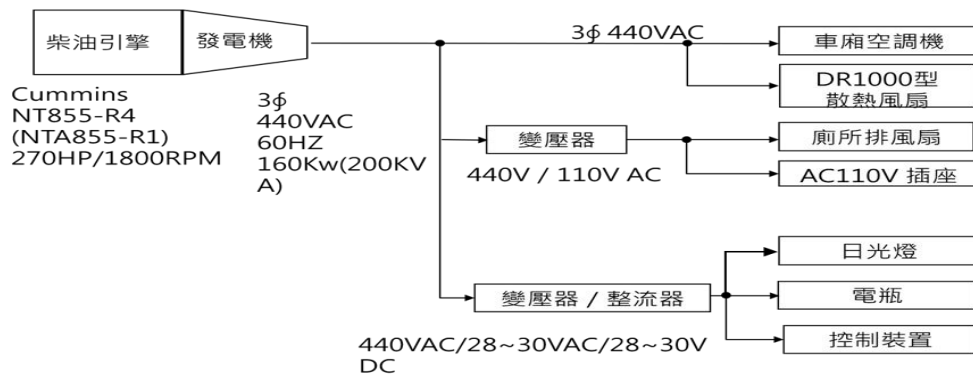 柴油引擎
發電機
Cummins
NT855-R4
(NTA855-R1)
270HP/1800RPM
3∮
440VAC
60HZ
160Kw(200KV
A)
3∮ 440VAC
車廂空調機
DR1000型
散熱風扇
變壓器
440V / 110V AC
廁所排風扇
AC110V 插座
變壓器 / 整流器
440VAC/28~30VAC/28~30V
DC
日光燈
電瓶
控制裝置